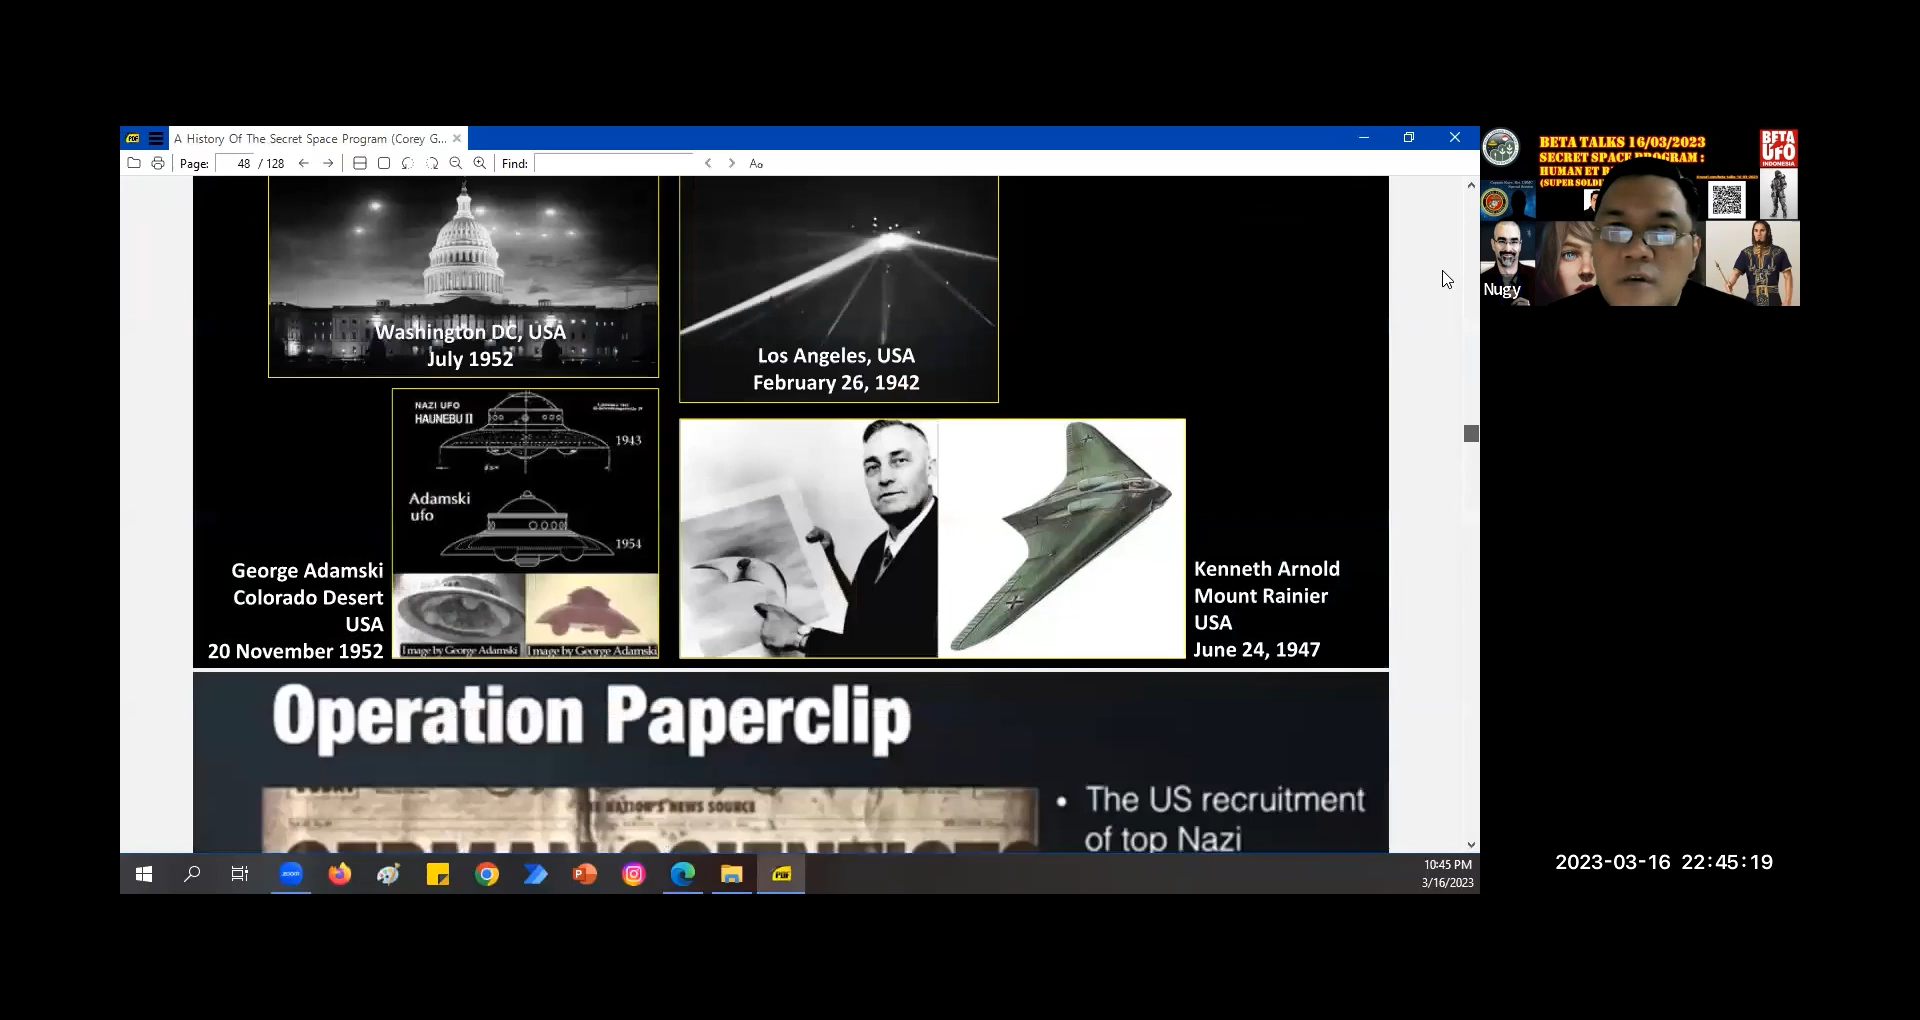 A History Of The Secret Space Program (Corey G...
Page: 48 / 128
Find:
Washington DC, USA
July 1952
Los Angeles, USA
February 26, 1942
NAZI UFO
HAUNEBU II
1943
Adamski
ufo
1954
George Adamski
Colorado Desert
USA
20 November 1952
Image by George Adamski
Image by George Adamski
Kenneth Arnold
Mount Rainier
USA
June 24, 1947
Operation Paperclip
NATION'S NEWS SOURCE
• The US recruitment
of top Nazi
10:45 PM
3/16/2023
BETA TALKS 16/03/2023
SECRET SPACE PROGRAM :
HUMAN ET
BETA
UFO
INDONESIA
Nugy
2023-03-16 22:45:19
zoom
PDF
PDF